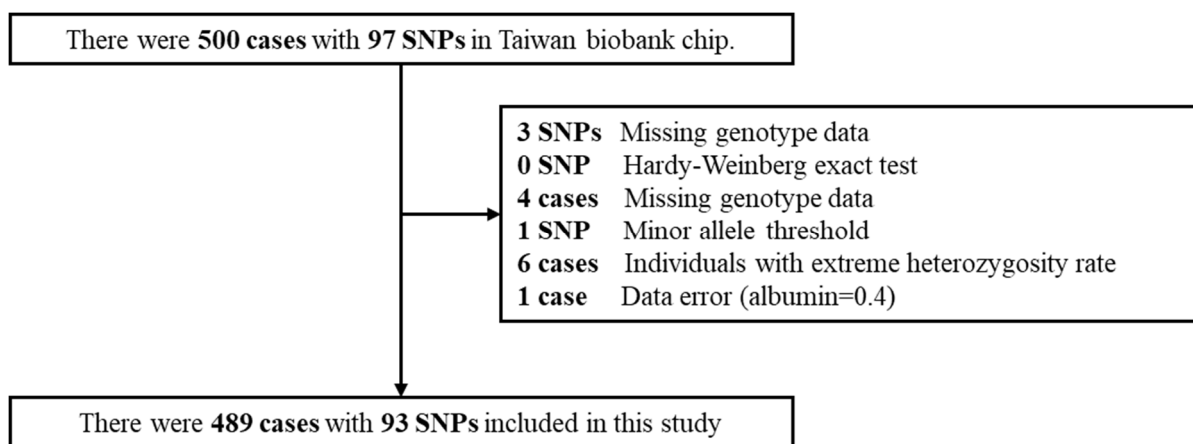 There were 500 cases with 97 SNPs in Taiwan biobank chip.
3 SNPs Missing genotype data
0 SNP Hardy-Weinberg exact test
4 cases Missing genotype data
1 SNP Minor allele threshold
6 cases Individuals with extreme heterozygosity rate
1 case Data error (albumin=0.4)
There were 489 cases with 93 SNPs included in this study